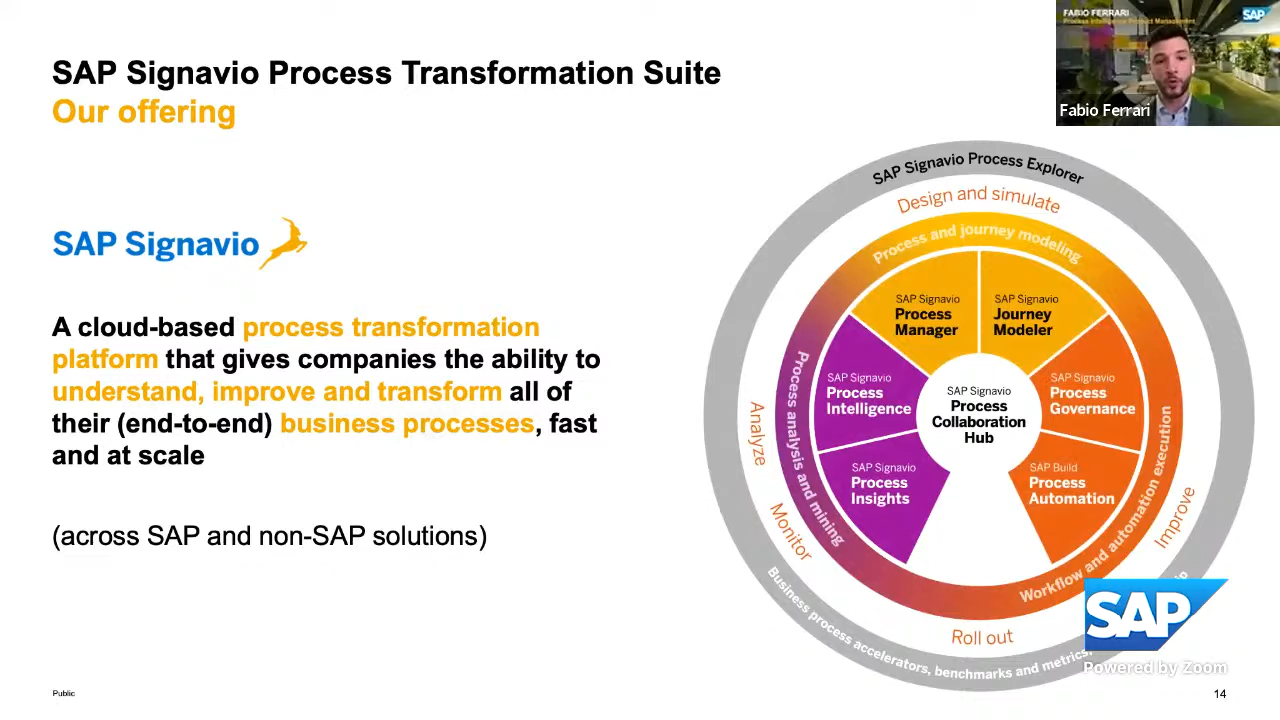 SAP Signavio Process Transformation Suite
Our offering
FABIO FERRARI
Process Intelligence Product Management
SAP
Fabio Ferrari
SAP Signavio
A cloud-based process transformation
platform that gives companies the ability to
understand, improve and transform all of
their (end-to-end) business processes, fast
and at scale
(across SAP and non-SAP solutions)
SAP Signavio Process Explorer
Design and simulate
Process and journey modeling
SAP Signavio
Process
Manager
SAP Signavio
Journey
Modeler
SAP Signavio
Process
Intelligence
SAP Signavio
Process
Governance
SAP Signavio
Process
Collaboration
Hub
SAP Signavio
Process
Insights
SAP Build
Process
Automation
Process analysis and mining
Workflow and automation execution
Analyze
Monitor
Improve
Roll out
Business process accelerators, benchmarks and metrics,
SAP
Powered by Zoom
Public
14